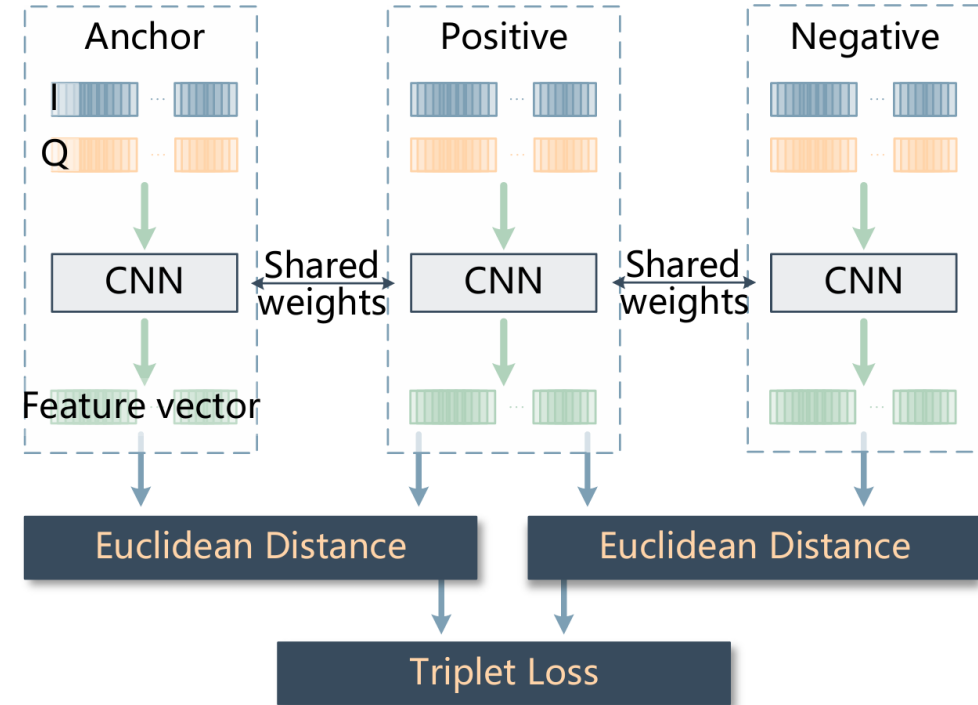 Anchor
Positive
Negative
I
Q
CNN
Shared
weights
CNN
Shared
weights
CNN
Feature vector
Euclidean Distance
Euclidean Distance
Triplet Loss